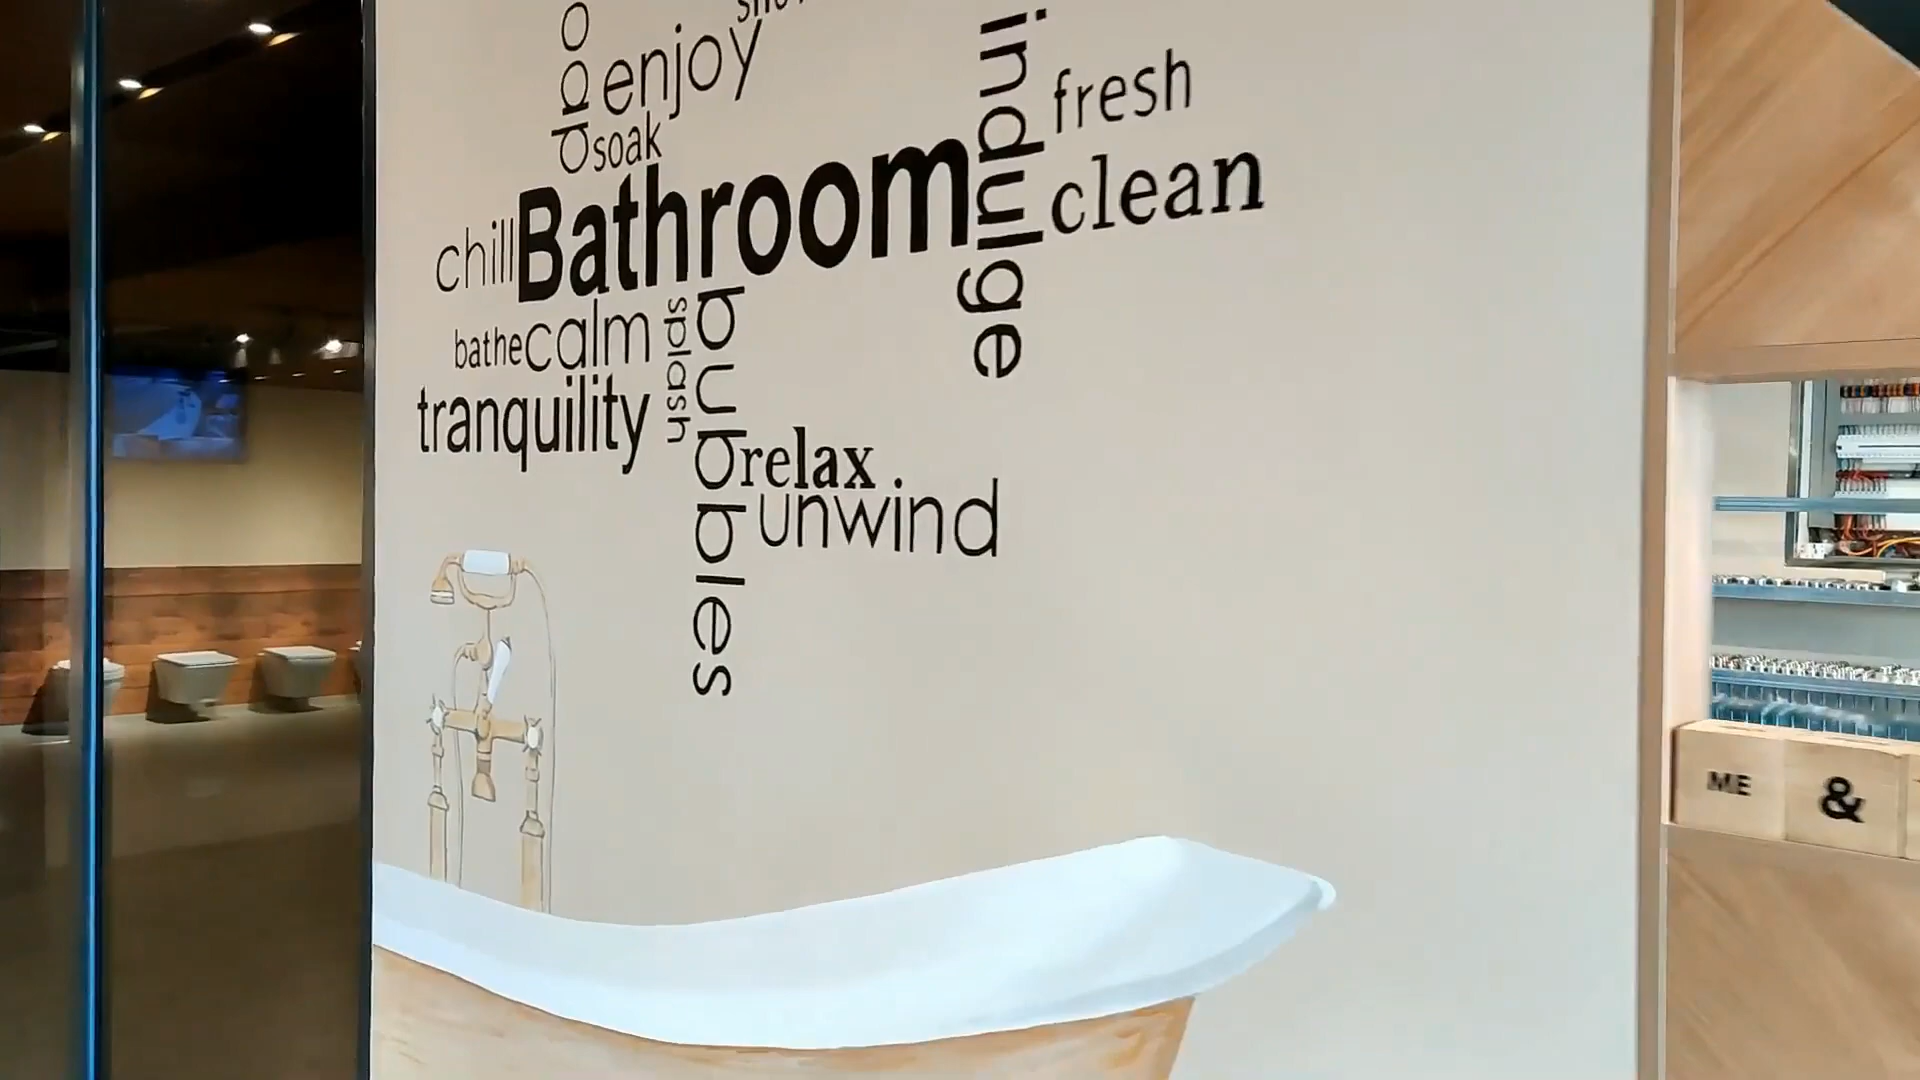 enjoy
soak
Bathroom
indulge
fresh
clean
chill
bathe
calm
splash
bubbles
tranquility
relax
unwind
ME &